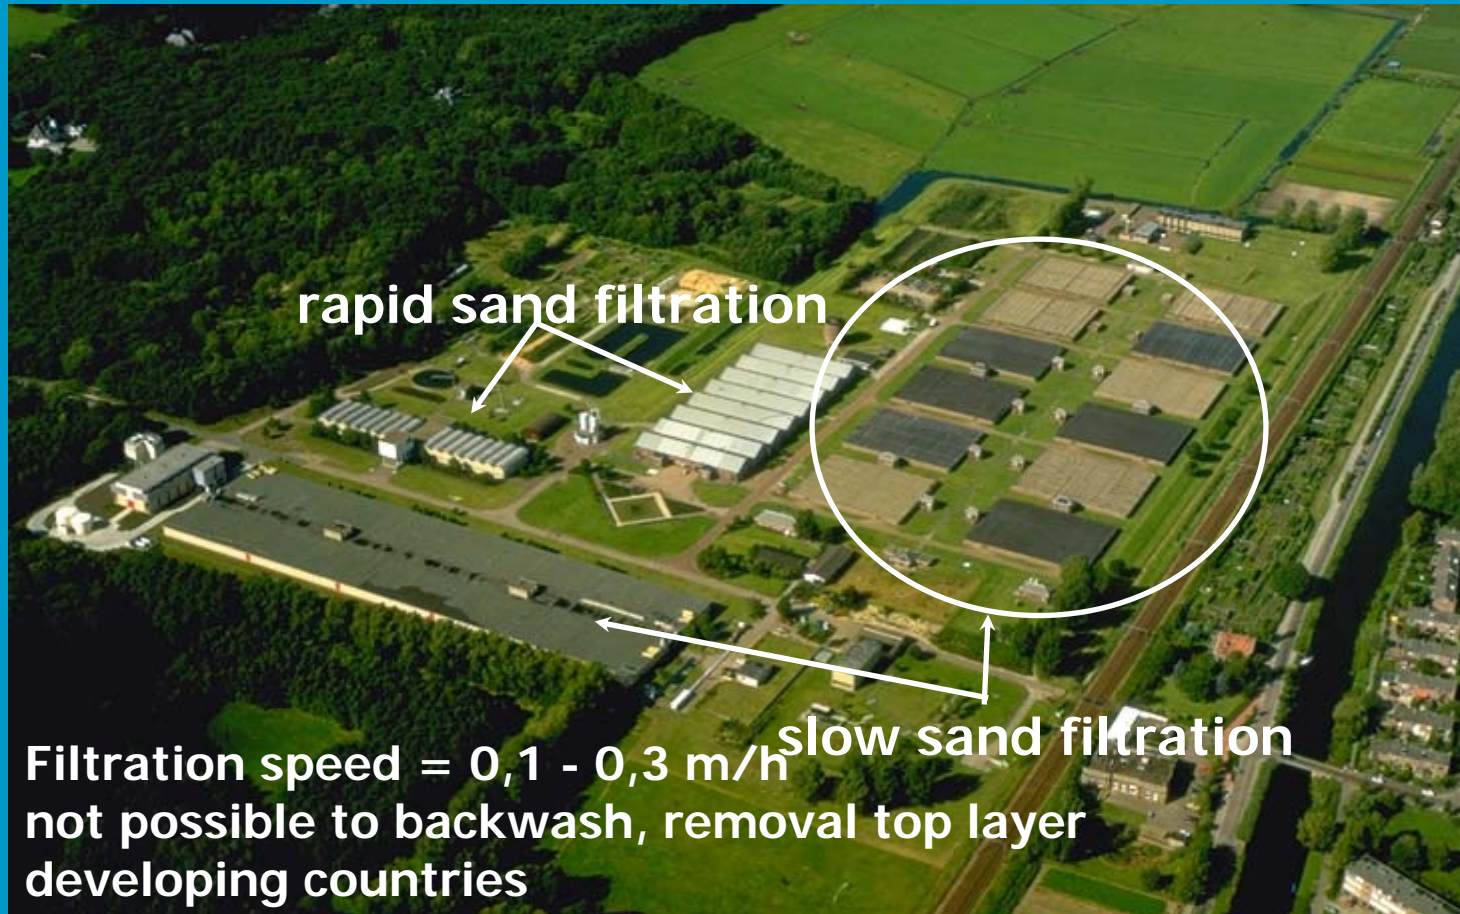 rapid sand filtration
slow sand filtration
Filtration speed = 0,1 - 0,3 m/h
not possible to backwash, removal top layer
developing countries